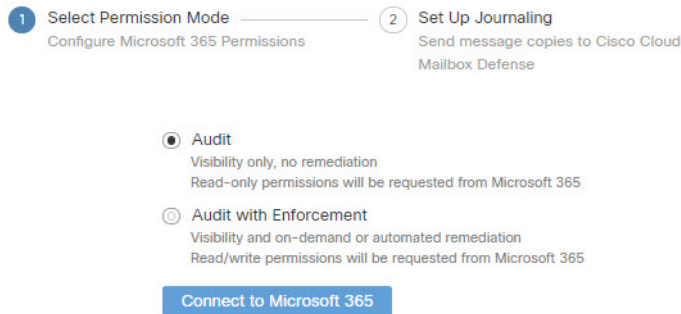 1 Select Permission Mode
Configure Microsoft 365 Permissions
2 Set Up Journaling
Send message copies to Cisco Cloud
Mailbox Defense
Audit
Visibility only, no remediation
Read-only permissions will be requested from Microsoft 365
Audit with Enforcement
Visibility and on-demand or automated remediation
Read/write permissions will be requested from Microsoft 365
Connect to Microsoft 365